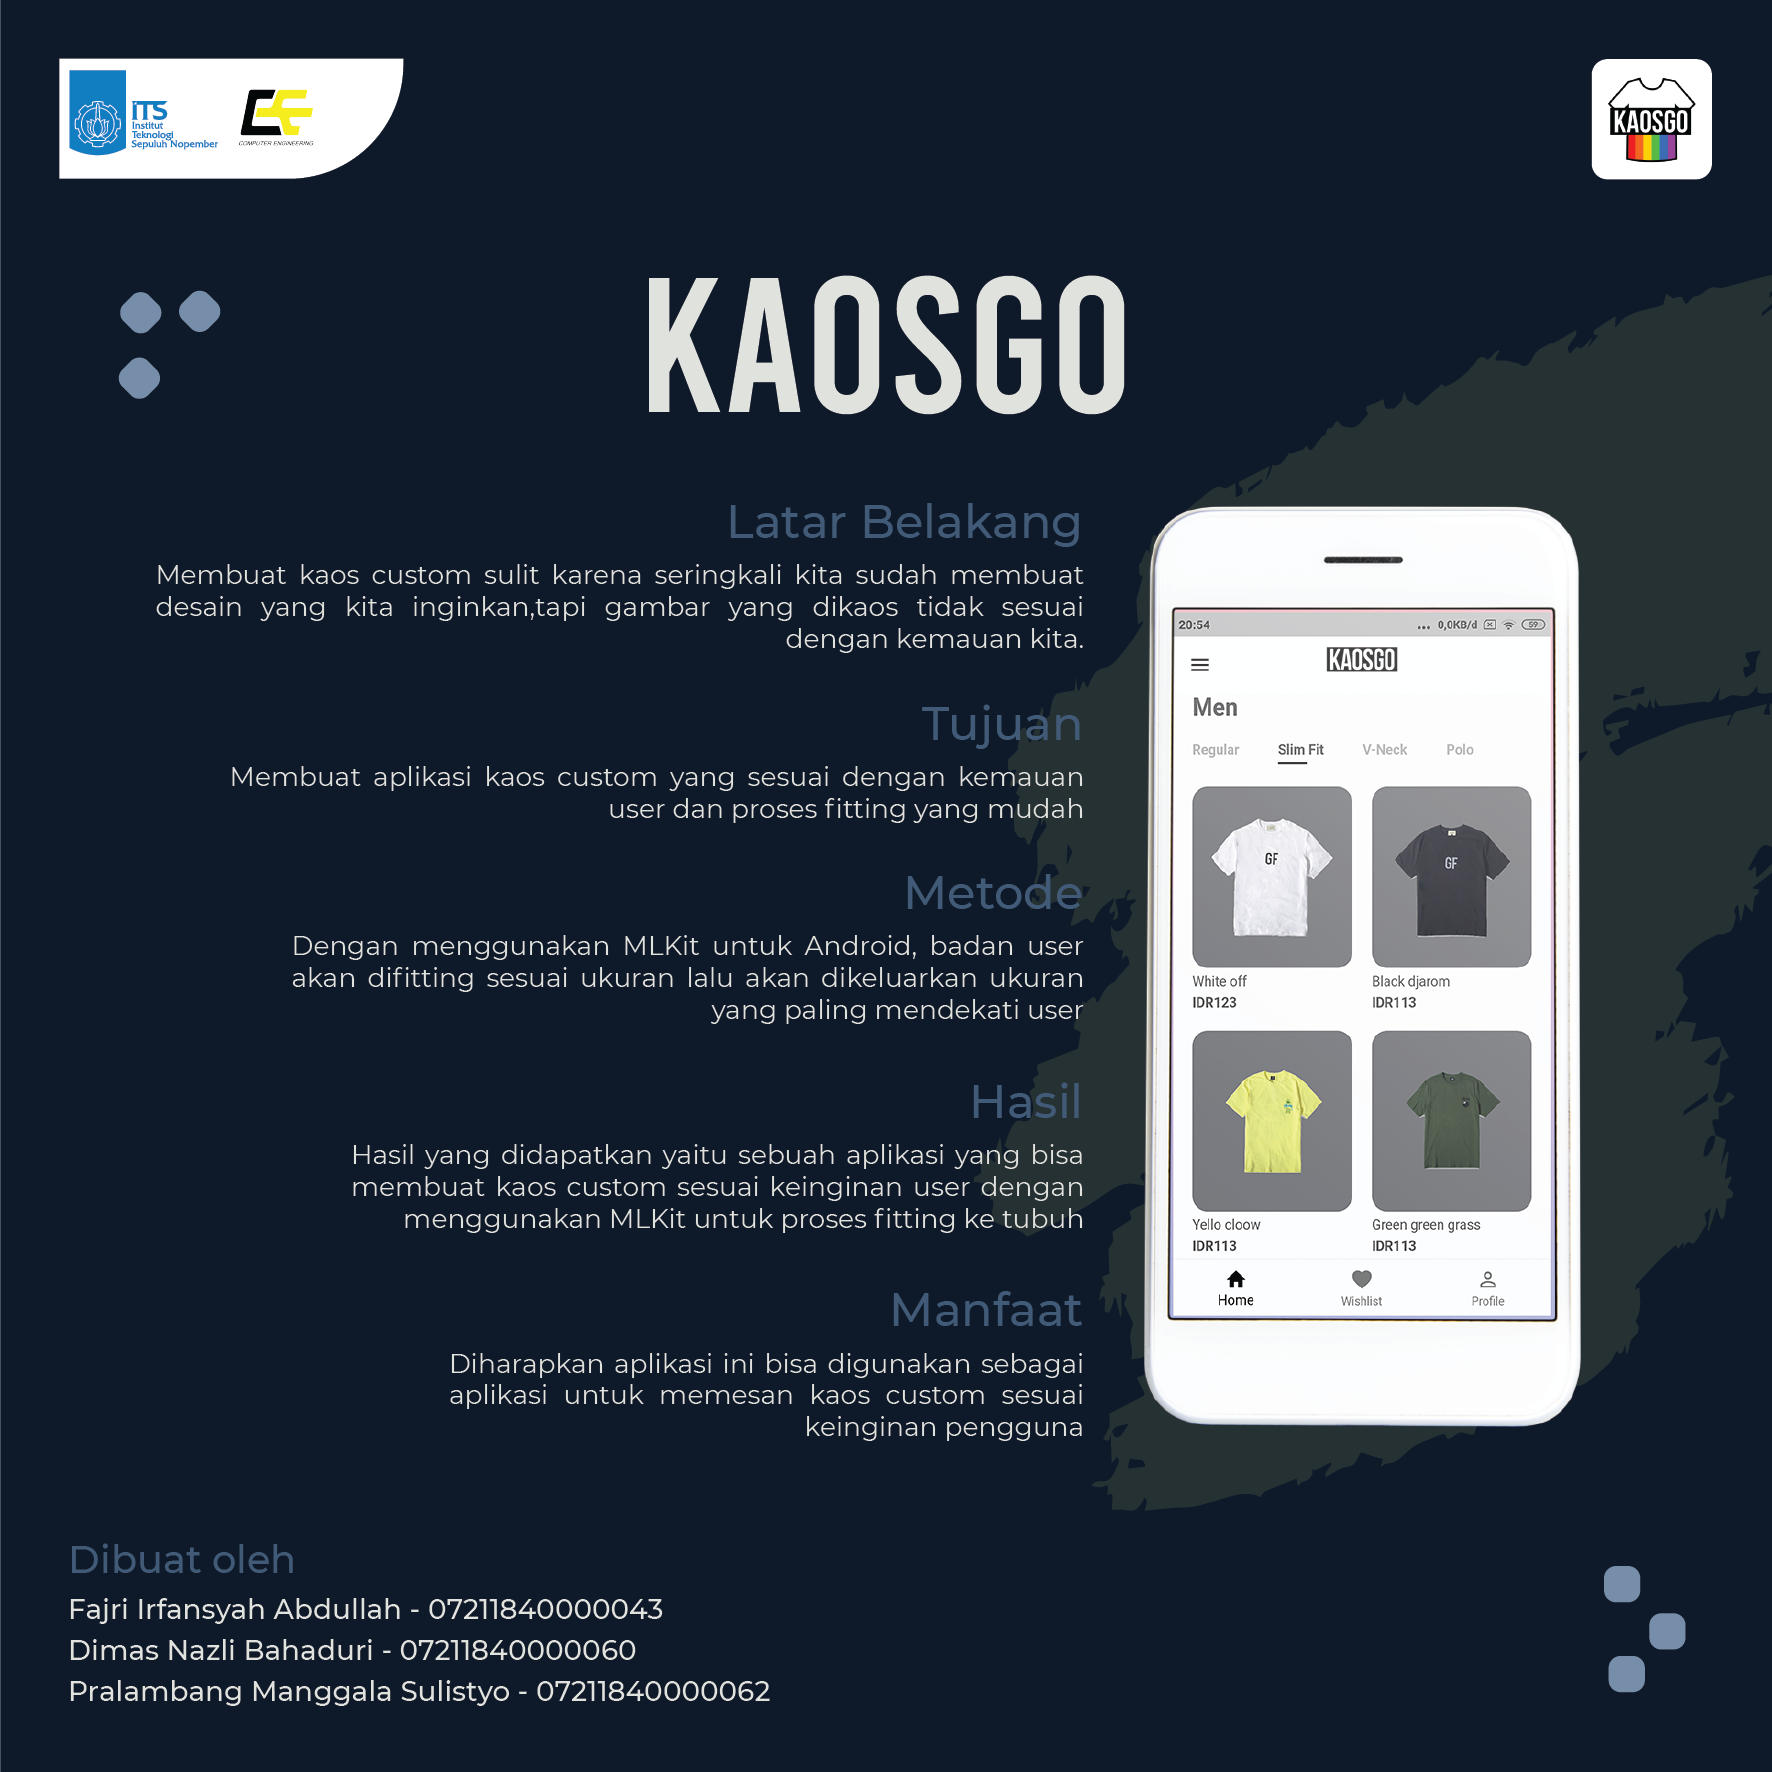 ITS
Institut
Teknologi
Sepuluh Nopember
CE
COMPUTER ENGINEERING
KAOSGO
KAOSGO
Latar Belakang
Membuat kaos custom sulit karena seringkali kita sudah membuat
desain yang kita inginkan,tapi gambar yang dikaos tidak sesuai
dengan kemauan kita.
Tujuan
Membuat aplikasi kaos custom yang sesuai dengan kemauan
user dan proses fitting yang mudah
Metode
Dengan menggunakan MLKit untuk Android, badan user
akan difitting sesuai ukuran lalu akan dikeluarkan ukuran
yang paling mendekati user
Hasil
Hasil yang didapatkan yaitu sebuah aplikasi yang bisa
membuat kaos custom sesuai keinginan user dengan
menggunakan MLKit untuk proses fitting ke tubuh
Manfaat
Diharapkan aplikasi ini bisa digunakan sebagai
aplikasi untuk memesan kaos custom sesuai
keinginan pengguna
20:54 ... 0,0KB/d 59
KAOSGO
Men
Regular Slim Fit V-Neck Polo
GF GF
White off Black djarom
IDR123 IDR113
Yello cloow Green green grass
IDR113 IDR113
Home Wishlist Profile
Dibuat oleh
Fajri Irfansyah Abdullah - 07211840000043
Dimas Nazli Bahaduri - 07211840000060
Pralambang Manggala Sulistyo - 07211840000062